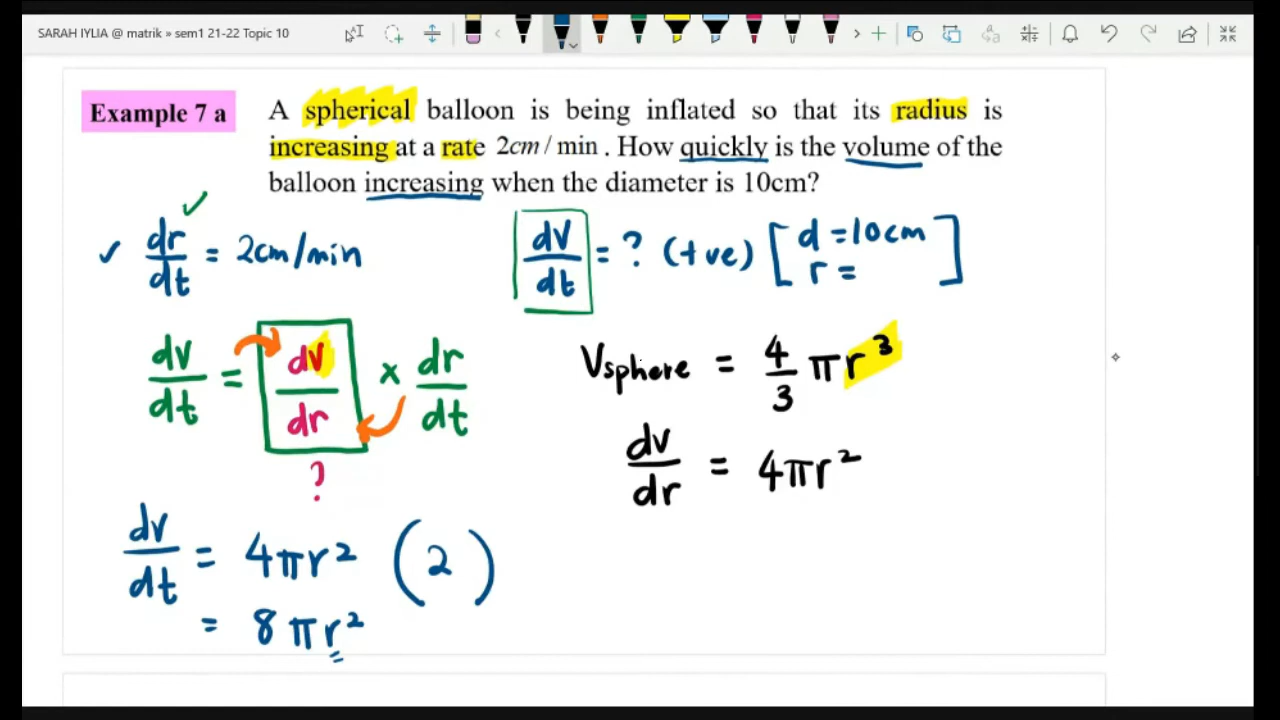 SARAH IYLIA @ matrik » sem1 21-22 Topic 10
Example 7 a
A spherical balloon is being inflated so that its radius is
increasing at a rate 2cm / min . How quickly is the volume of the
balloon increasing when the diameter is 10cm?
dr/dt = 2cm/min
dV/dt = ? (+ve) [d = 10cm
r = ]
dv/dt = dv/dr × dr/dt
?
Vsphere = 4/3 πr³
dv/dr = 4πr²
dv/dt = 4πr² (2)
= 8πr²